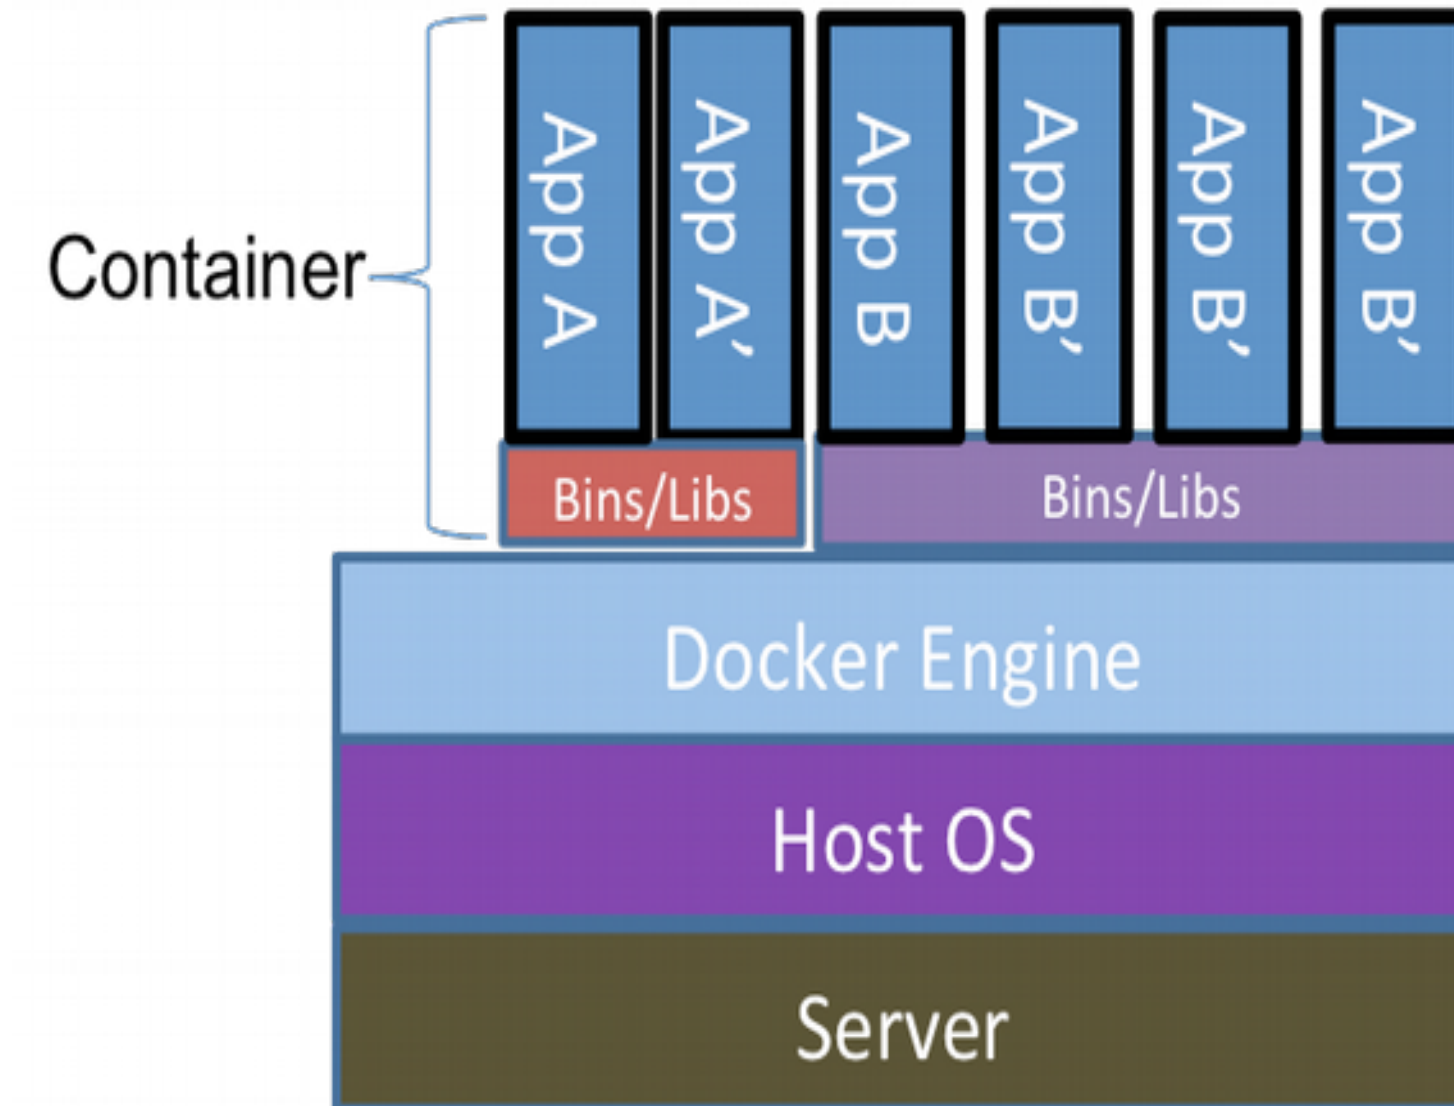 App A
App A′
App B
App B′
App B′
App B′
Container
Bins/Libs
Bins/Libs
Docker Engine
Host OS
Server